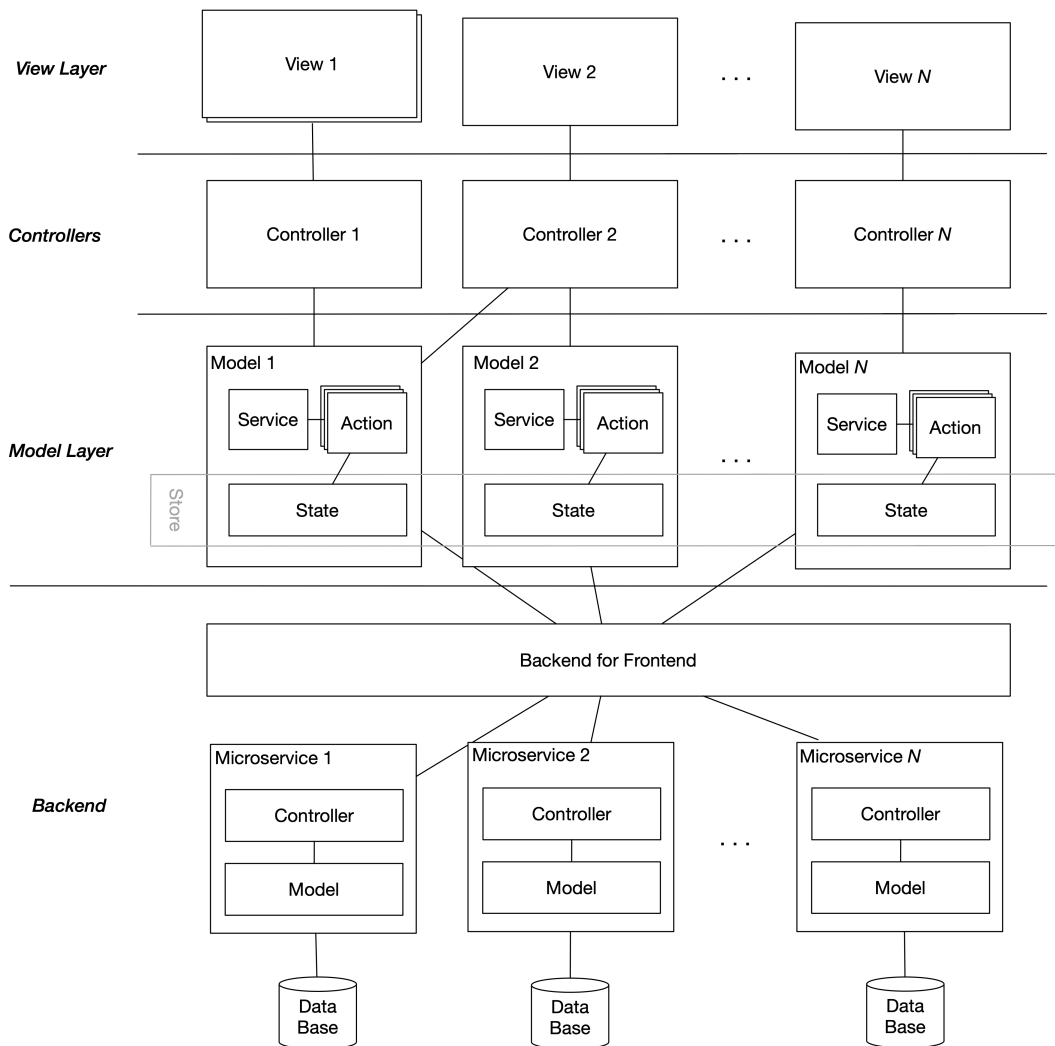 View Layer
View 1
View 2
. . .
View N
Controllers
Controller 1
Controller 2
. . .
Controller N
Model Layer
Model 1
Service
Action
State
Model 2
Service
Action
State
. . .
Model N
Service
Action
State
Store
Backend for Frontend
Backend
Microservice 1
Controller
Model
Microservice 2
Controller
Model
. . .
Microservice N
Controller
Model
Data
Base
Data
Base
Data
Base